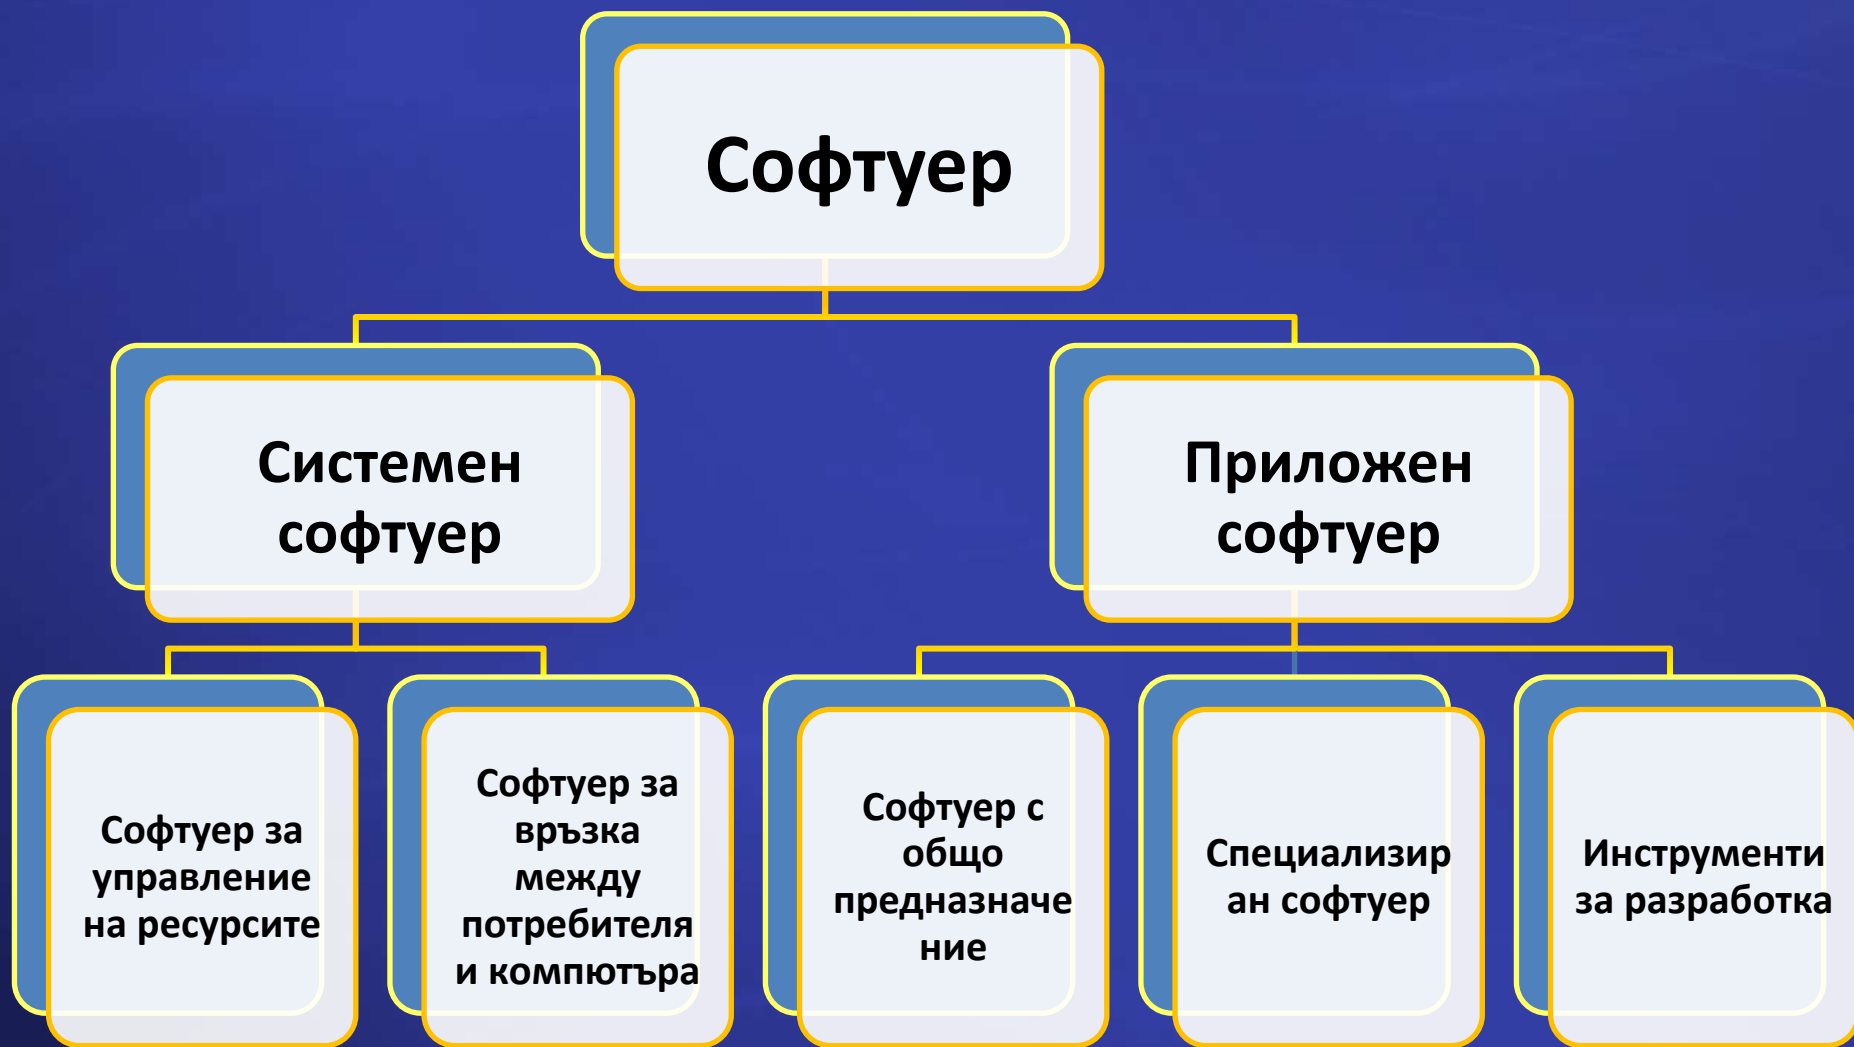 Софтуер
Системен
софтуер
Приложен
софтуер
Софтуер за
управление
на ресурсите
Софтуер за
връзка
между
потребителя
и компютъра
Софтуер с
общо
предназначе
ние
Специализир
ан софтуер
Инструменти
за разработка